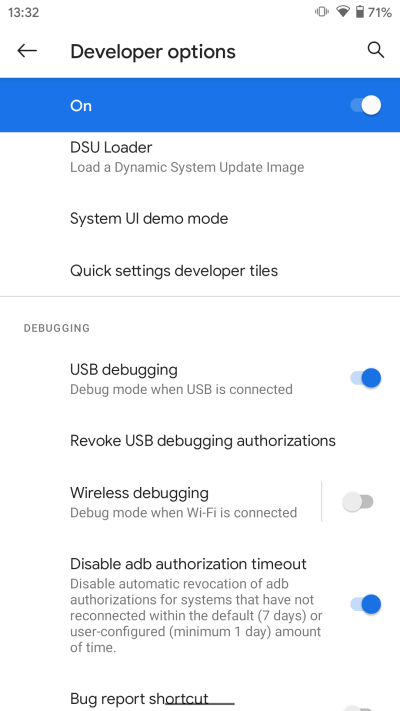 13:32
71%
Developer options
On
DSU Loader
Load a Dynamic System Update Image
System UI demo mode
Quick settings developer tiles
DEBUGGING
USB debugging
Debug mode when USB is connected
Revoke USB debugging authorizations
Wireless debugging
Debug mode when Wi-Fi is connected
Disable adb authorization timeout
Disable automatic revocation of adb
authorizations for systems that have not
reconnected within the default (7 days) or
user-configured (minimum 1 day) amount
of time.
Bug report shortcut